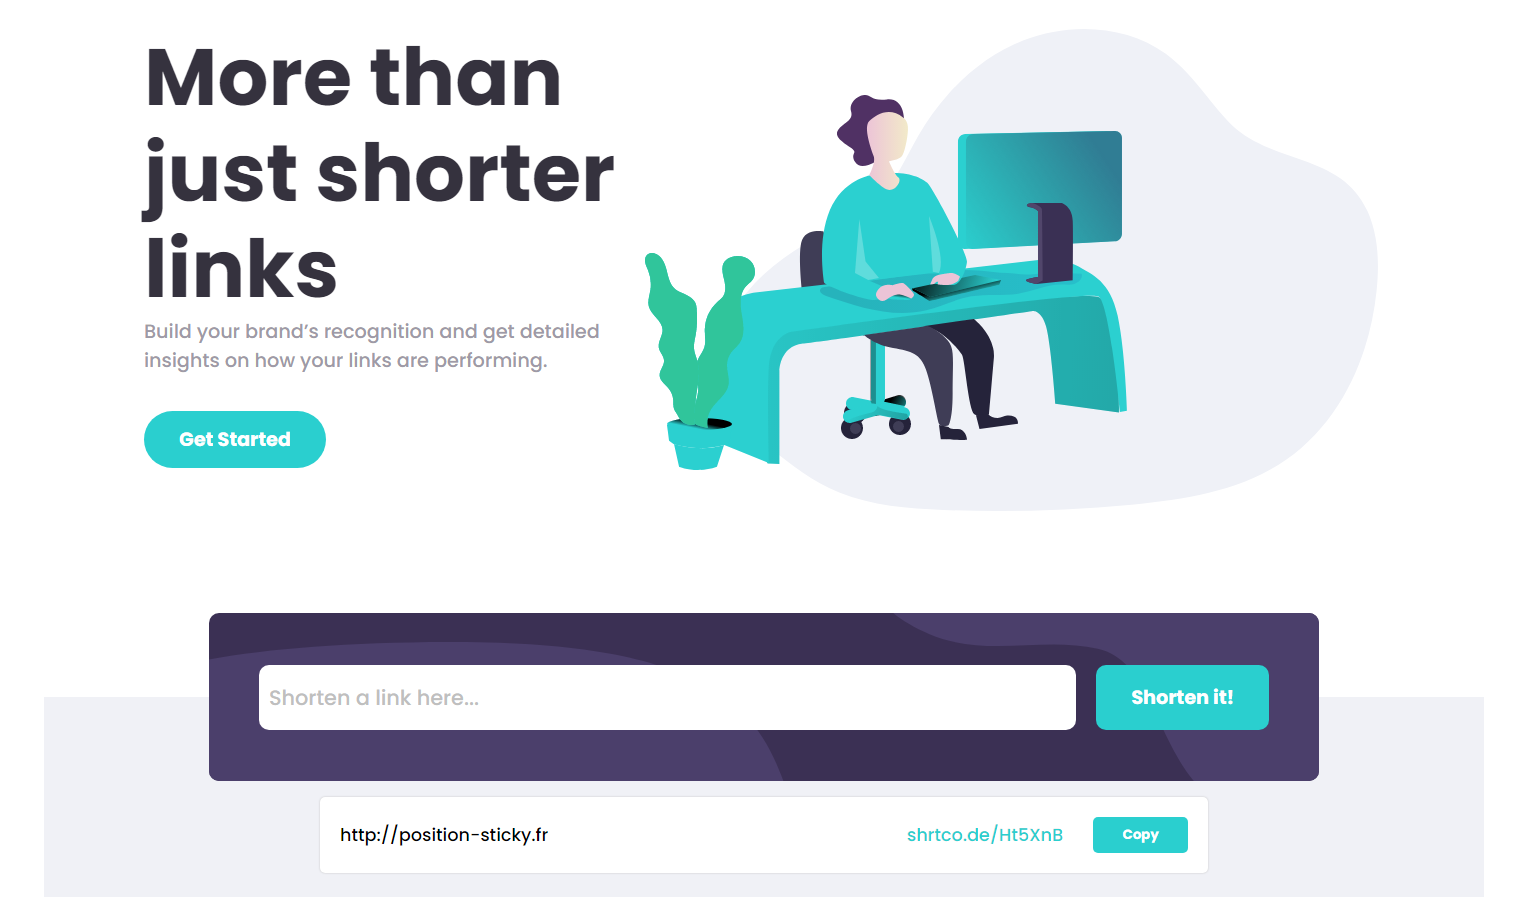 More than
just shorter
links
Build your brand’s recognition and get detailed
insights on how your links are performing.
Get Started
Shorten a link here...
Shorten it!
http://position-sticky.fr
shrtco.de/Ht5XnB
Copy